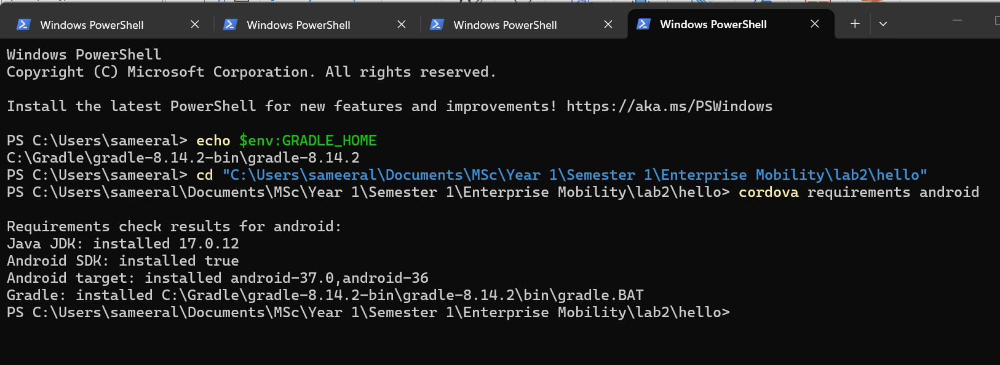 Windows PowerShell
Windows PowerShell
Windows PowerShell
Windows PowerShell
Windows PowerShell
Copyright (C) Microsoft Corporation. All rights reserved.
Install the latest PowerShell for new features and improvements! https://aka.ms/PSWindows
PS C:\Users\sameeral> echo $env:GRADLE_HOME
C:\Gradle\gradle-8.14.2-bin\gradle-8.14.2
PS C:\Users\sameeral> cd "C:\Users\sameeral\Documents\MSc\Year 1\Semester 1\Enterprise Mobility\lab2\hello"
PS C:\Users\sameeral\Documents\MSc\Year 1\Semester 1\Enterprise Mobility\lab2\hello> cordova requirements android
Requirements check results for android:
Java JDK: installed 17.0.12
Android SDK: installed true
Android target: installed android-37.0,android-36
Gradle: installed C:\Gradle\gradle-8.14.2-bin\gradle-8.14.2\bin\gradle.BAT
PS C:\Users\sameeral\Documents\MSc\Year 1\Semester 1\Enterprise Mobility\lab2\hello>